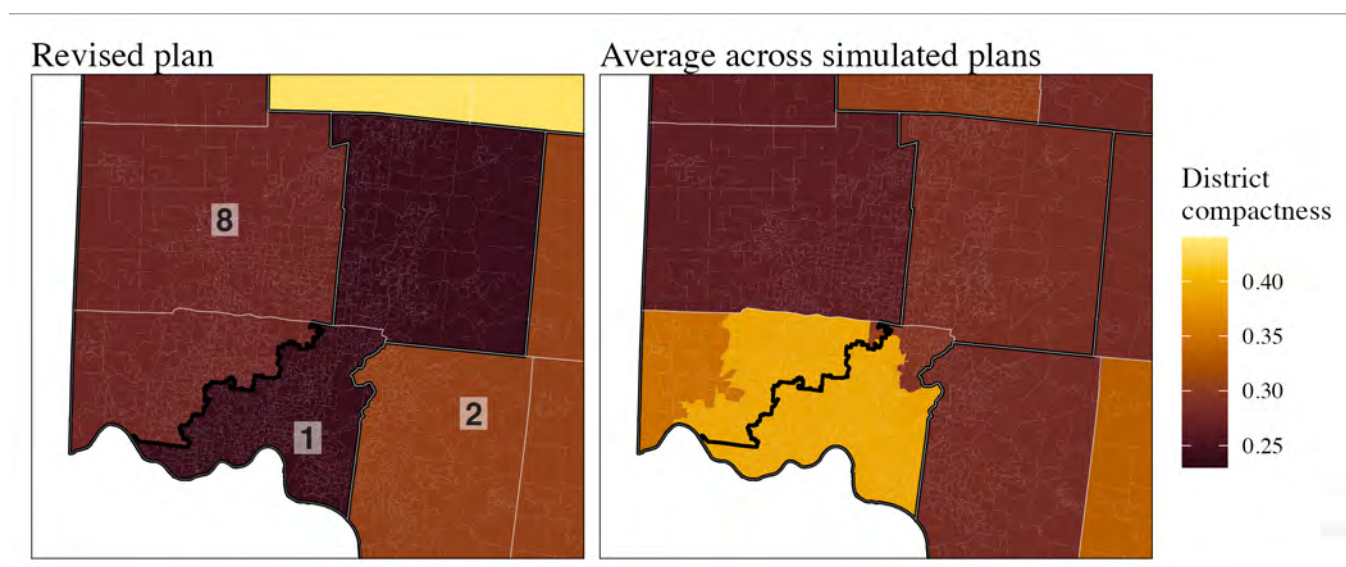 Revised plan
Average across simulated plans
8
1
2
District
compactness
0.40
0.35
0.30
0.25